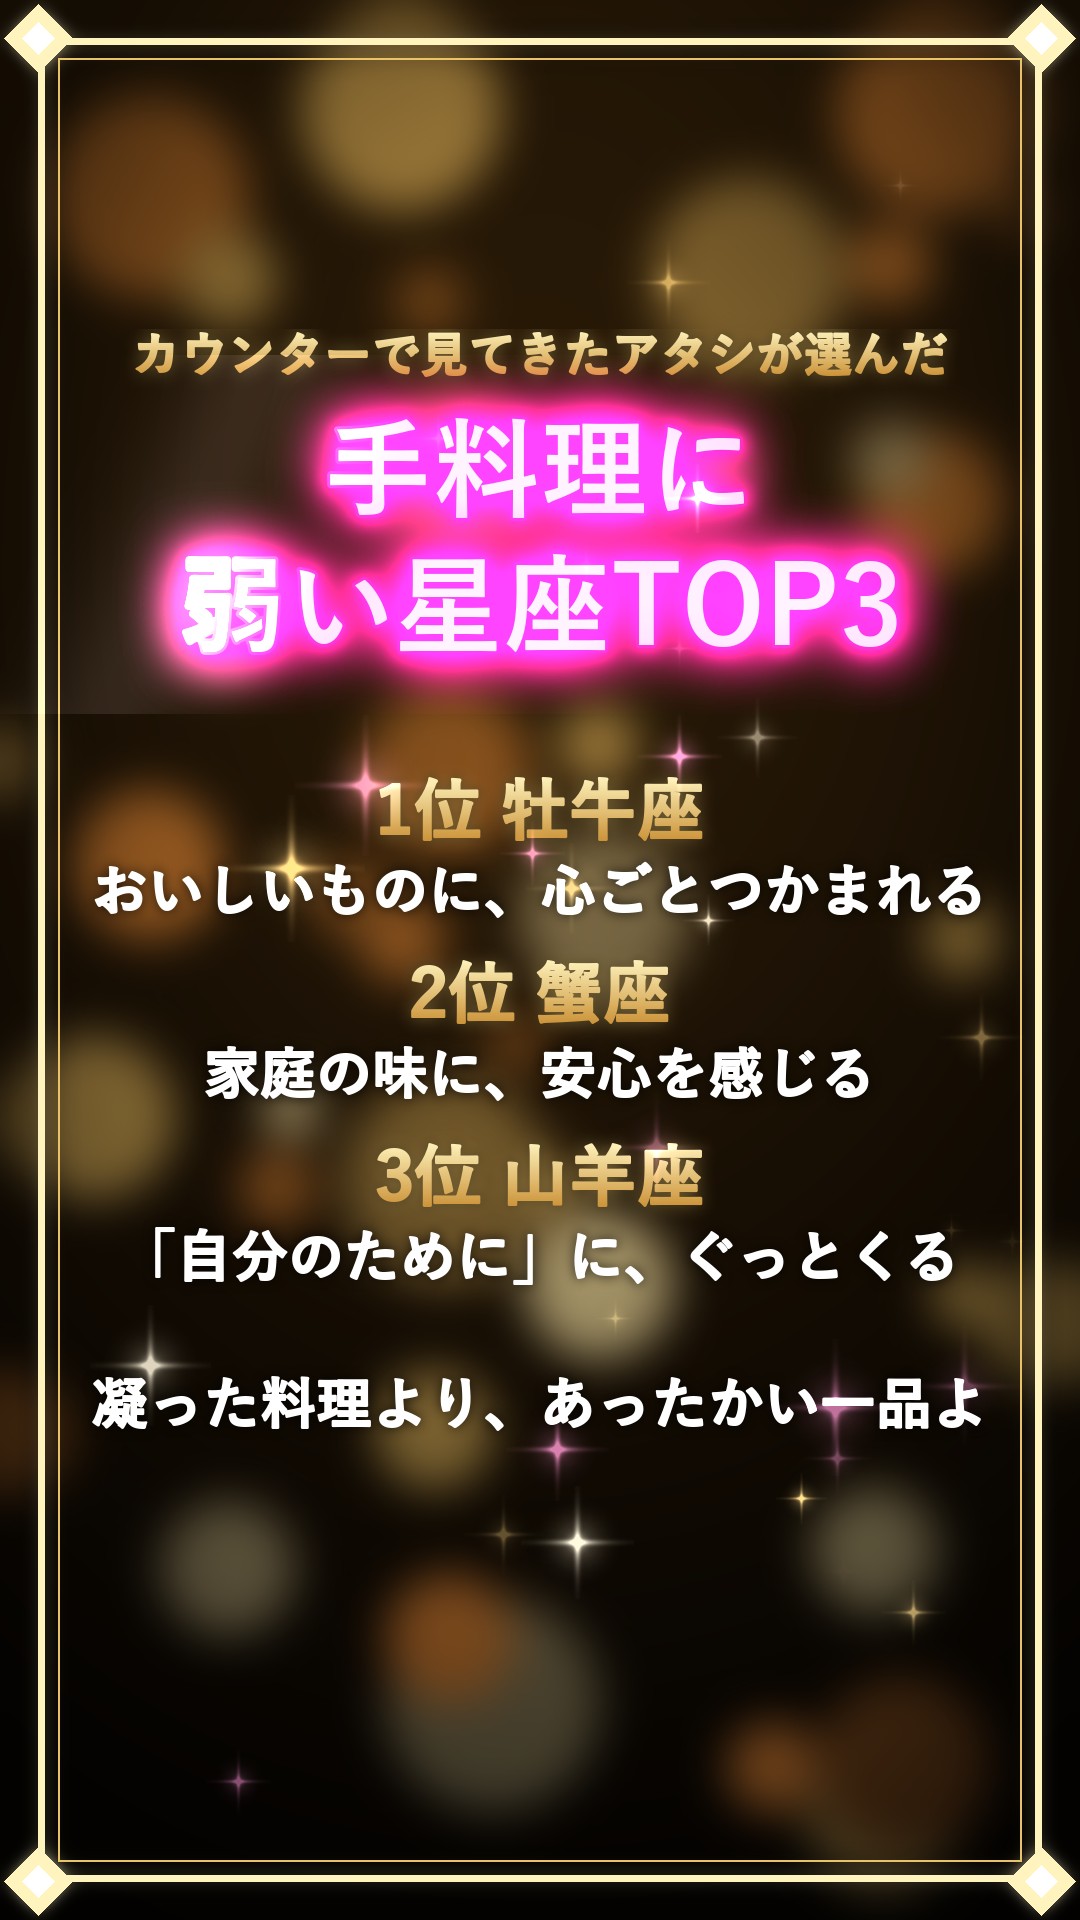 カウンターで見てきたアタシが選んだ
手料理に
弱い星座TOP3
1位 牡牛座
おいしいものに、心ごとつかまれる
2位 蟹座
家庭の味に、安心を感じる
3位 山羊座
「自分のために」に、ぐっとくる
凝った料理より、あったかい一品よ